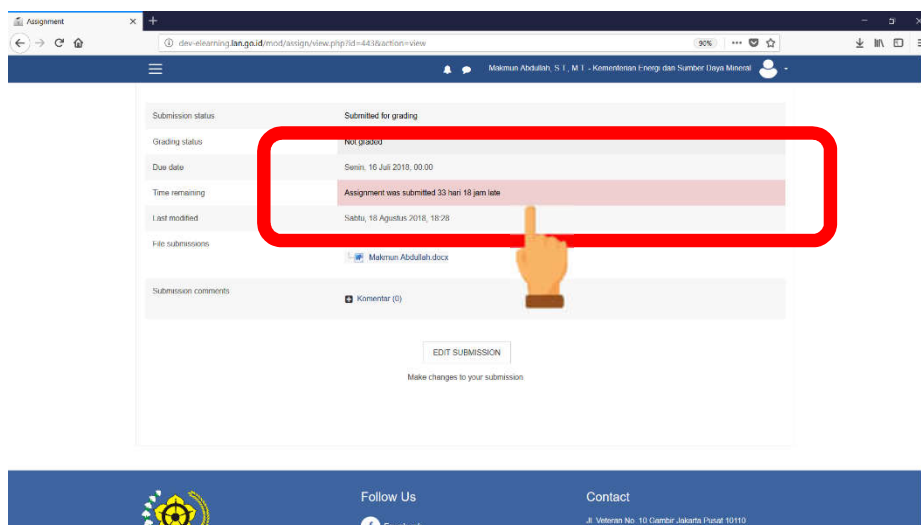 Assignment
dev-elearning.lan.go.id/mod/assign/view.php?id=443&action=view
90%
Makmun Abdullah, S.T., M.T. - Kementerian Energi dan Sumber Daya Mineral
Submission status Submitted for grading
Grading status Not graded
Due date Senin, 16 Juli 2018, 00:00
Time remaining Assignment was submitted 33 hari 18 jam late
Last modified Sabtu, 18 Agustus 2018, 18:28
File submissions
Makmun Abdullah.docx
Submission comments
Komentar (0)
EDIT SUBMISSION
Make changes to your submission
Follow Us Contact
Facebook
Jl. Veteran No. 10 Gambir Jakarta Pusat 10110